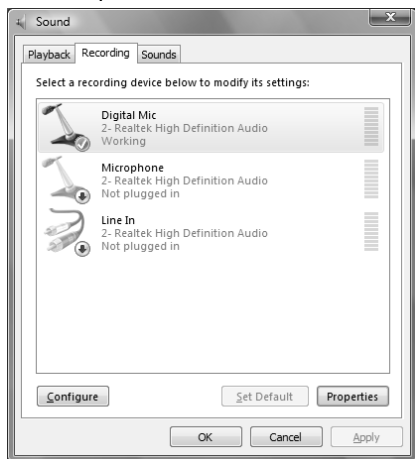 Sound
Playback Recording Sounds
Select a recording device below to modify its settings:
Digital Mic
2- Realtek High Definition Audio
Working
Microphone
2- Realtek High Definition Audio
Not plugged in
Line In
2- Realtek High Definition Audio
Not plugged in
Configure Set Default Properties
OK Cancel Apply